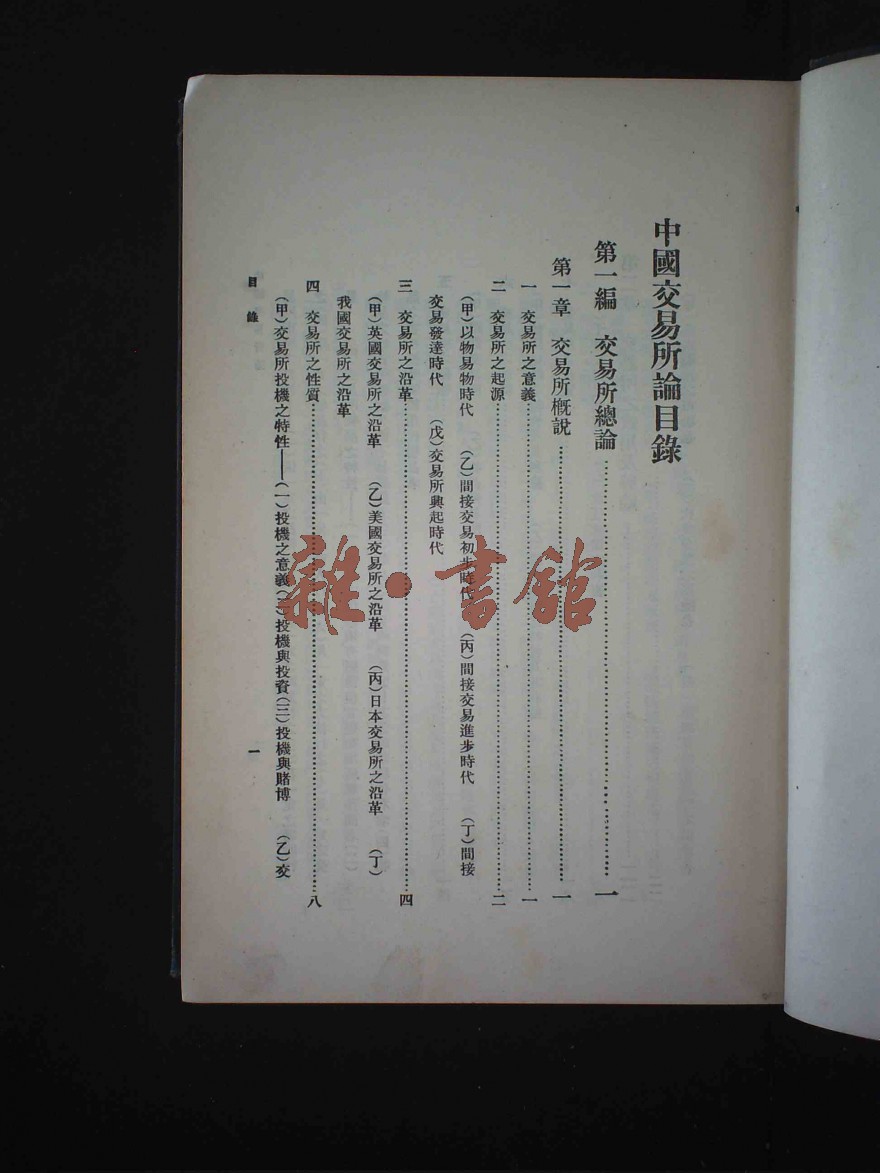 中國交易所論目錄
第一編　交易所總論………一
第一章　交易所概說………一
一　交易所之意義………一
二　交易所之起源………二
（甲）以物易物時代　（乙）間接交易初步時代　（丙）間接交易進步時代　（丁）間接
交易發達時代　（戊）交易所興起時代
三　交易所之沿革………四
（甲）英國交易所之沿革　（乙）美國交易所之沿革　（丙）日本交易所之沿革　（丁）
我國交易所之沿革
四　交易所之性質………八
（甲）交易所投機之特性——（一）投機之意義（二）投機與投資（三）投機與賭博　（乙）交
目錄
一
雜·書館